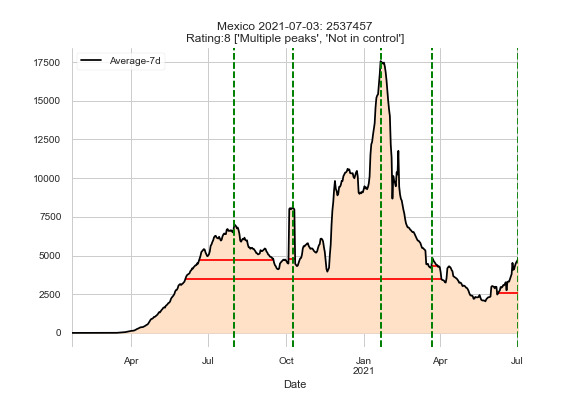 Mexico 2021-07-03: 2537457
Rating:8 ['Multiple peaks', 'Not in control']
Average-7d
17500
15000
12500
10000
7500
5000
2500
0
Apr
Jul
Oct
Jan
2021
Apr
Jul
Date